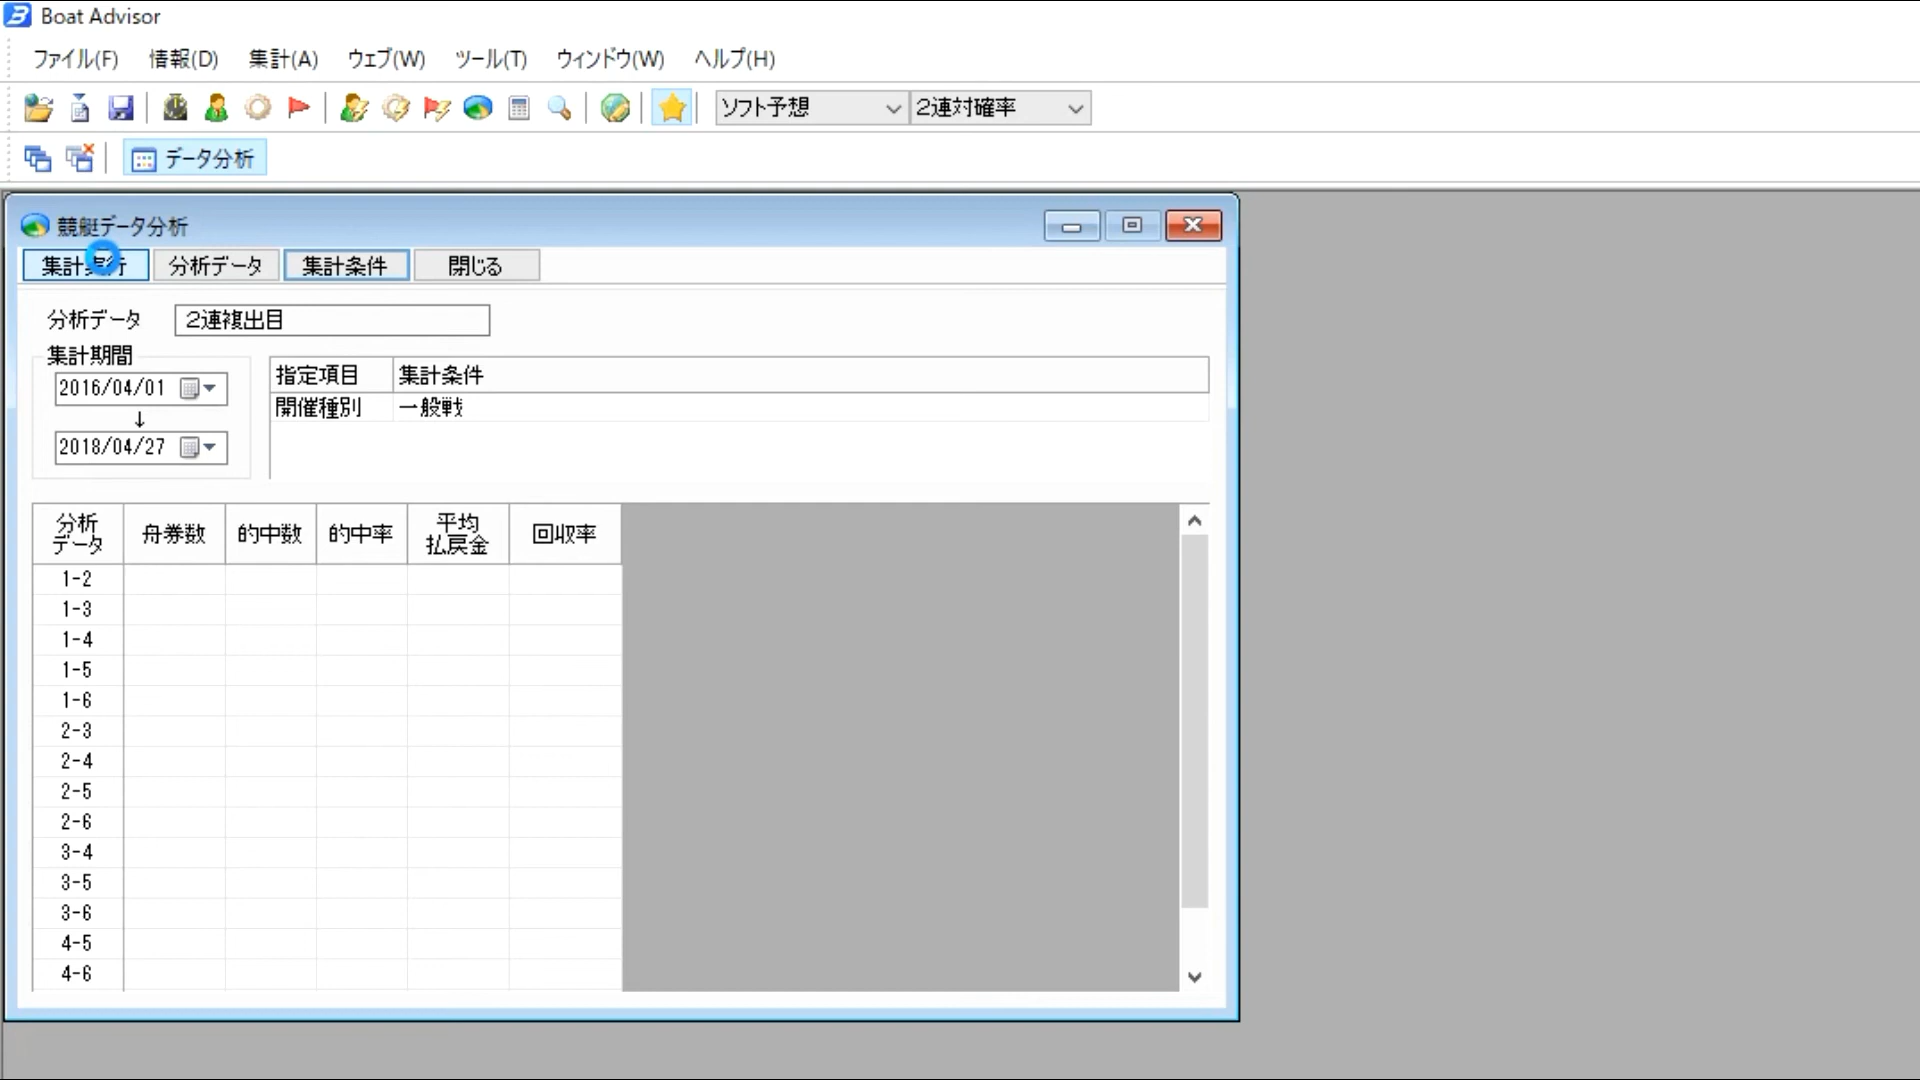 Boat Advisor
ファイル(F) 情報(D) 集計(A) ウェブ(W) ツール(T) ウィンドウ(W) ヘルプ(H)
ソフト予想 2連対確率
データ分析
競艇データ分析
集計実行 分析データ 集計条件 閉じる
分析データ 2連複出目
集計期間
2016/04/01
↓
2018/04/27
指定項目 集計条件
開催種別 一般戦
分析データ 舟券数 的中数 的中率 平均払戻金 回収率
1-2
1-3
1-4
1-5
1-6
2-3
2-4
2-5
2-6
3-4
3-5
3-6
4-5
4-6